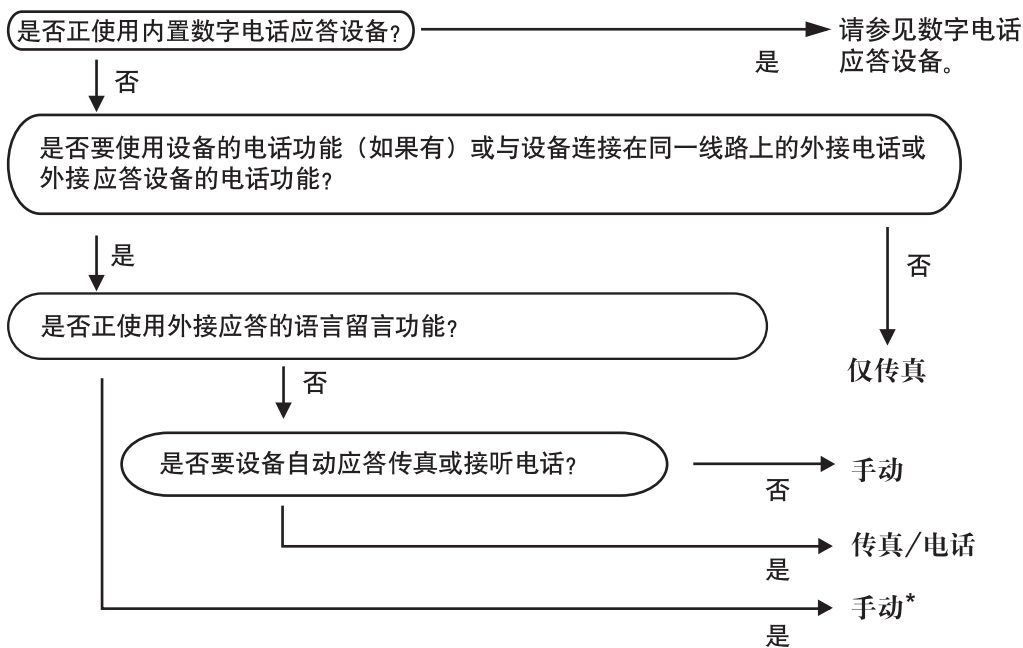 是否正使用内置数字电话应答设备?
请参见数字电话
应答设备。
是
否
是否要使用设备的电话功能（如果有）或与设备连接在同一线路上的外接电话或
外接应答设备的电话功能?
是
否
是否正使用外接应答的语言留言功能?
仅传真
否
是否要设备自动应答传真或接听电话?
手动
否
传真/电话
是
手动*
是